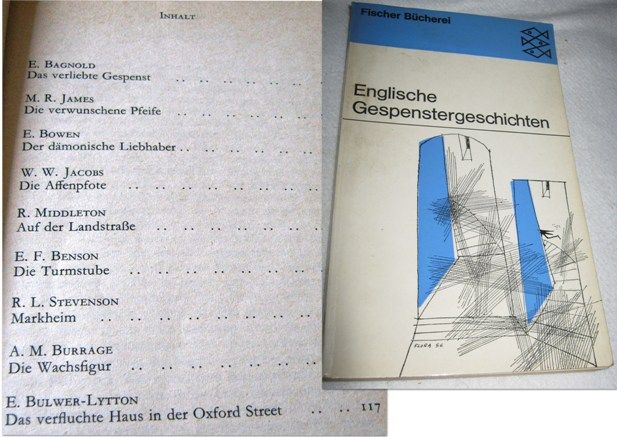 INHALT
E. BAGNOLD
Das verliebte Gespenst .. .. ..
M. R. JAMES
Die verwunschene Pfeife .. .. ..
E. BOWEN
Der dämonische Liebhaber .. .. .. ..
W. W. JACOBS
Die Affenpfote .. .. .. .. ..
R. MIDDLETON
Auf der Landstraße .. .. .. ..
E. F. BENSON
Die Turmstube .. .. .. .. ..
R. L. STEVENSON
Markheim .. .. .. .. .. ..
A. M. BURRAGE
Die Wachsfigur .. .. .. .. ..
E. BULWER-LYTTON
Das verfluchte Haus in der Oxford Street .. .. 117
Fischer Bücherei
Englische
Gespenstergeschichten
FLORA 56